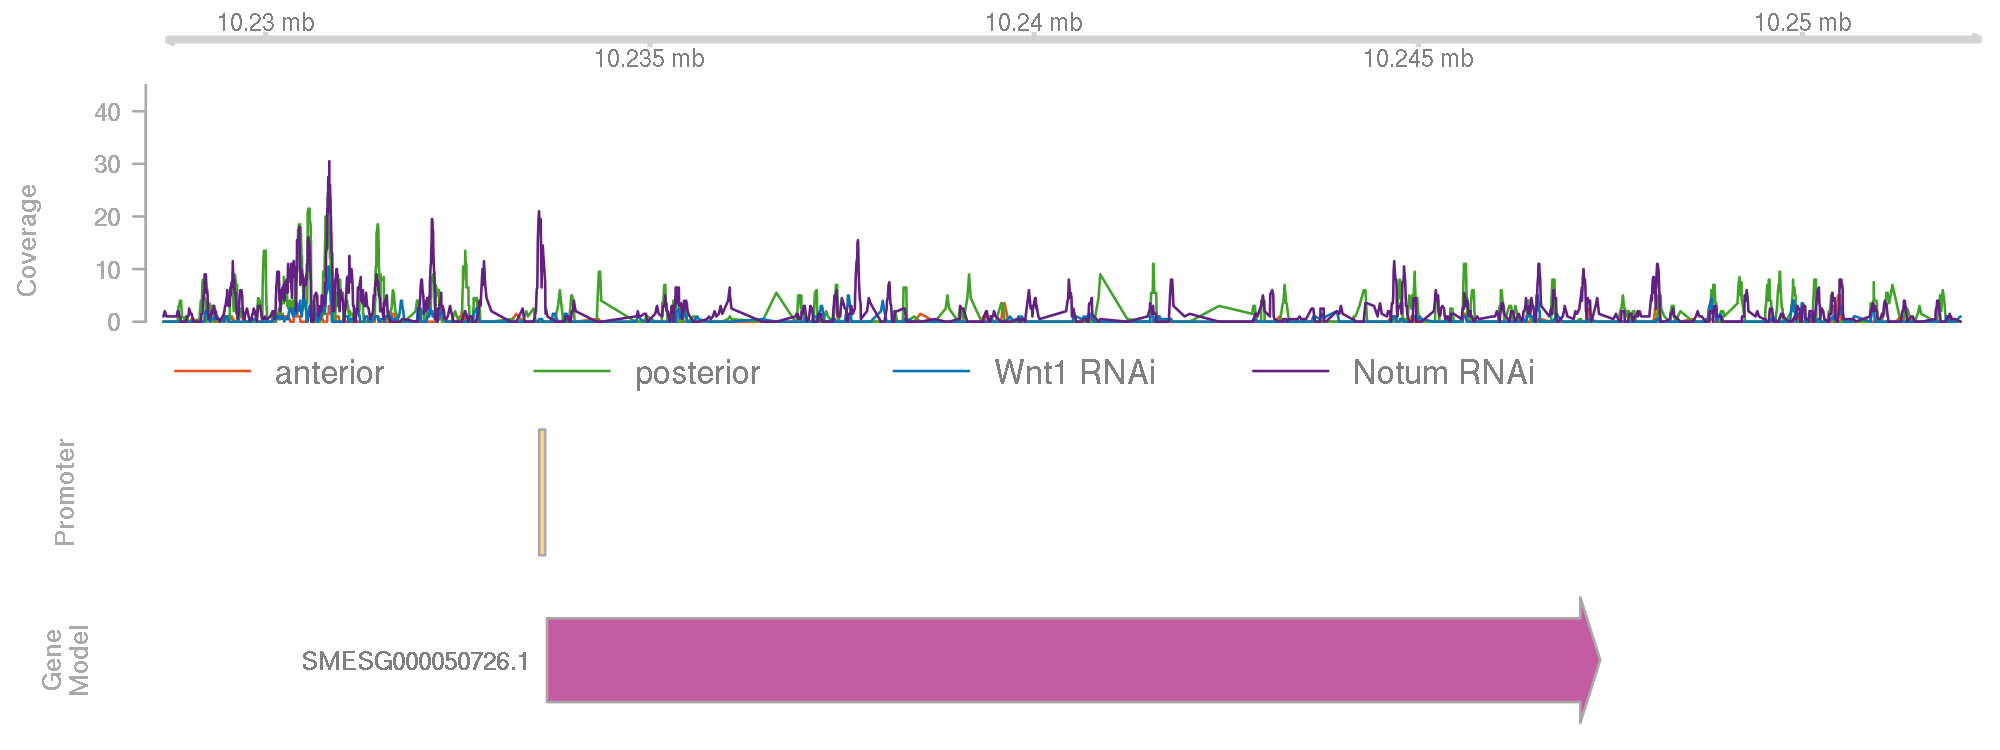 10.23 mb 10.24 mb 10.25 mb
10.235 mb 10.245 mb
Coverage
40
30
20
10
0
anterior posterior Wnt1 RNAi Notum RNAi
Promoter
Gene
Model
SMESG000050726.1